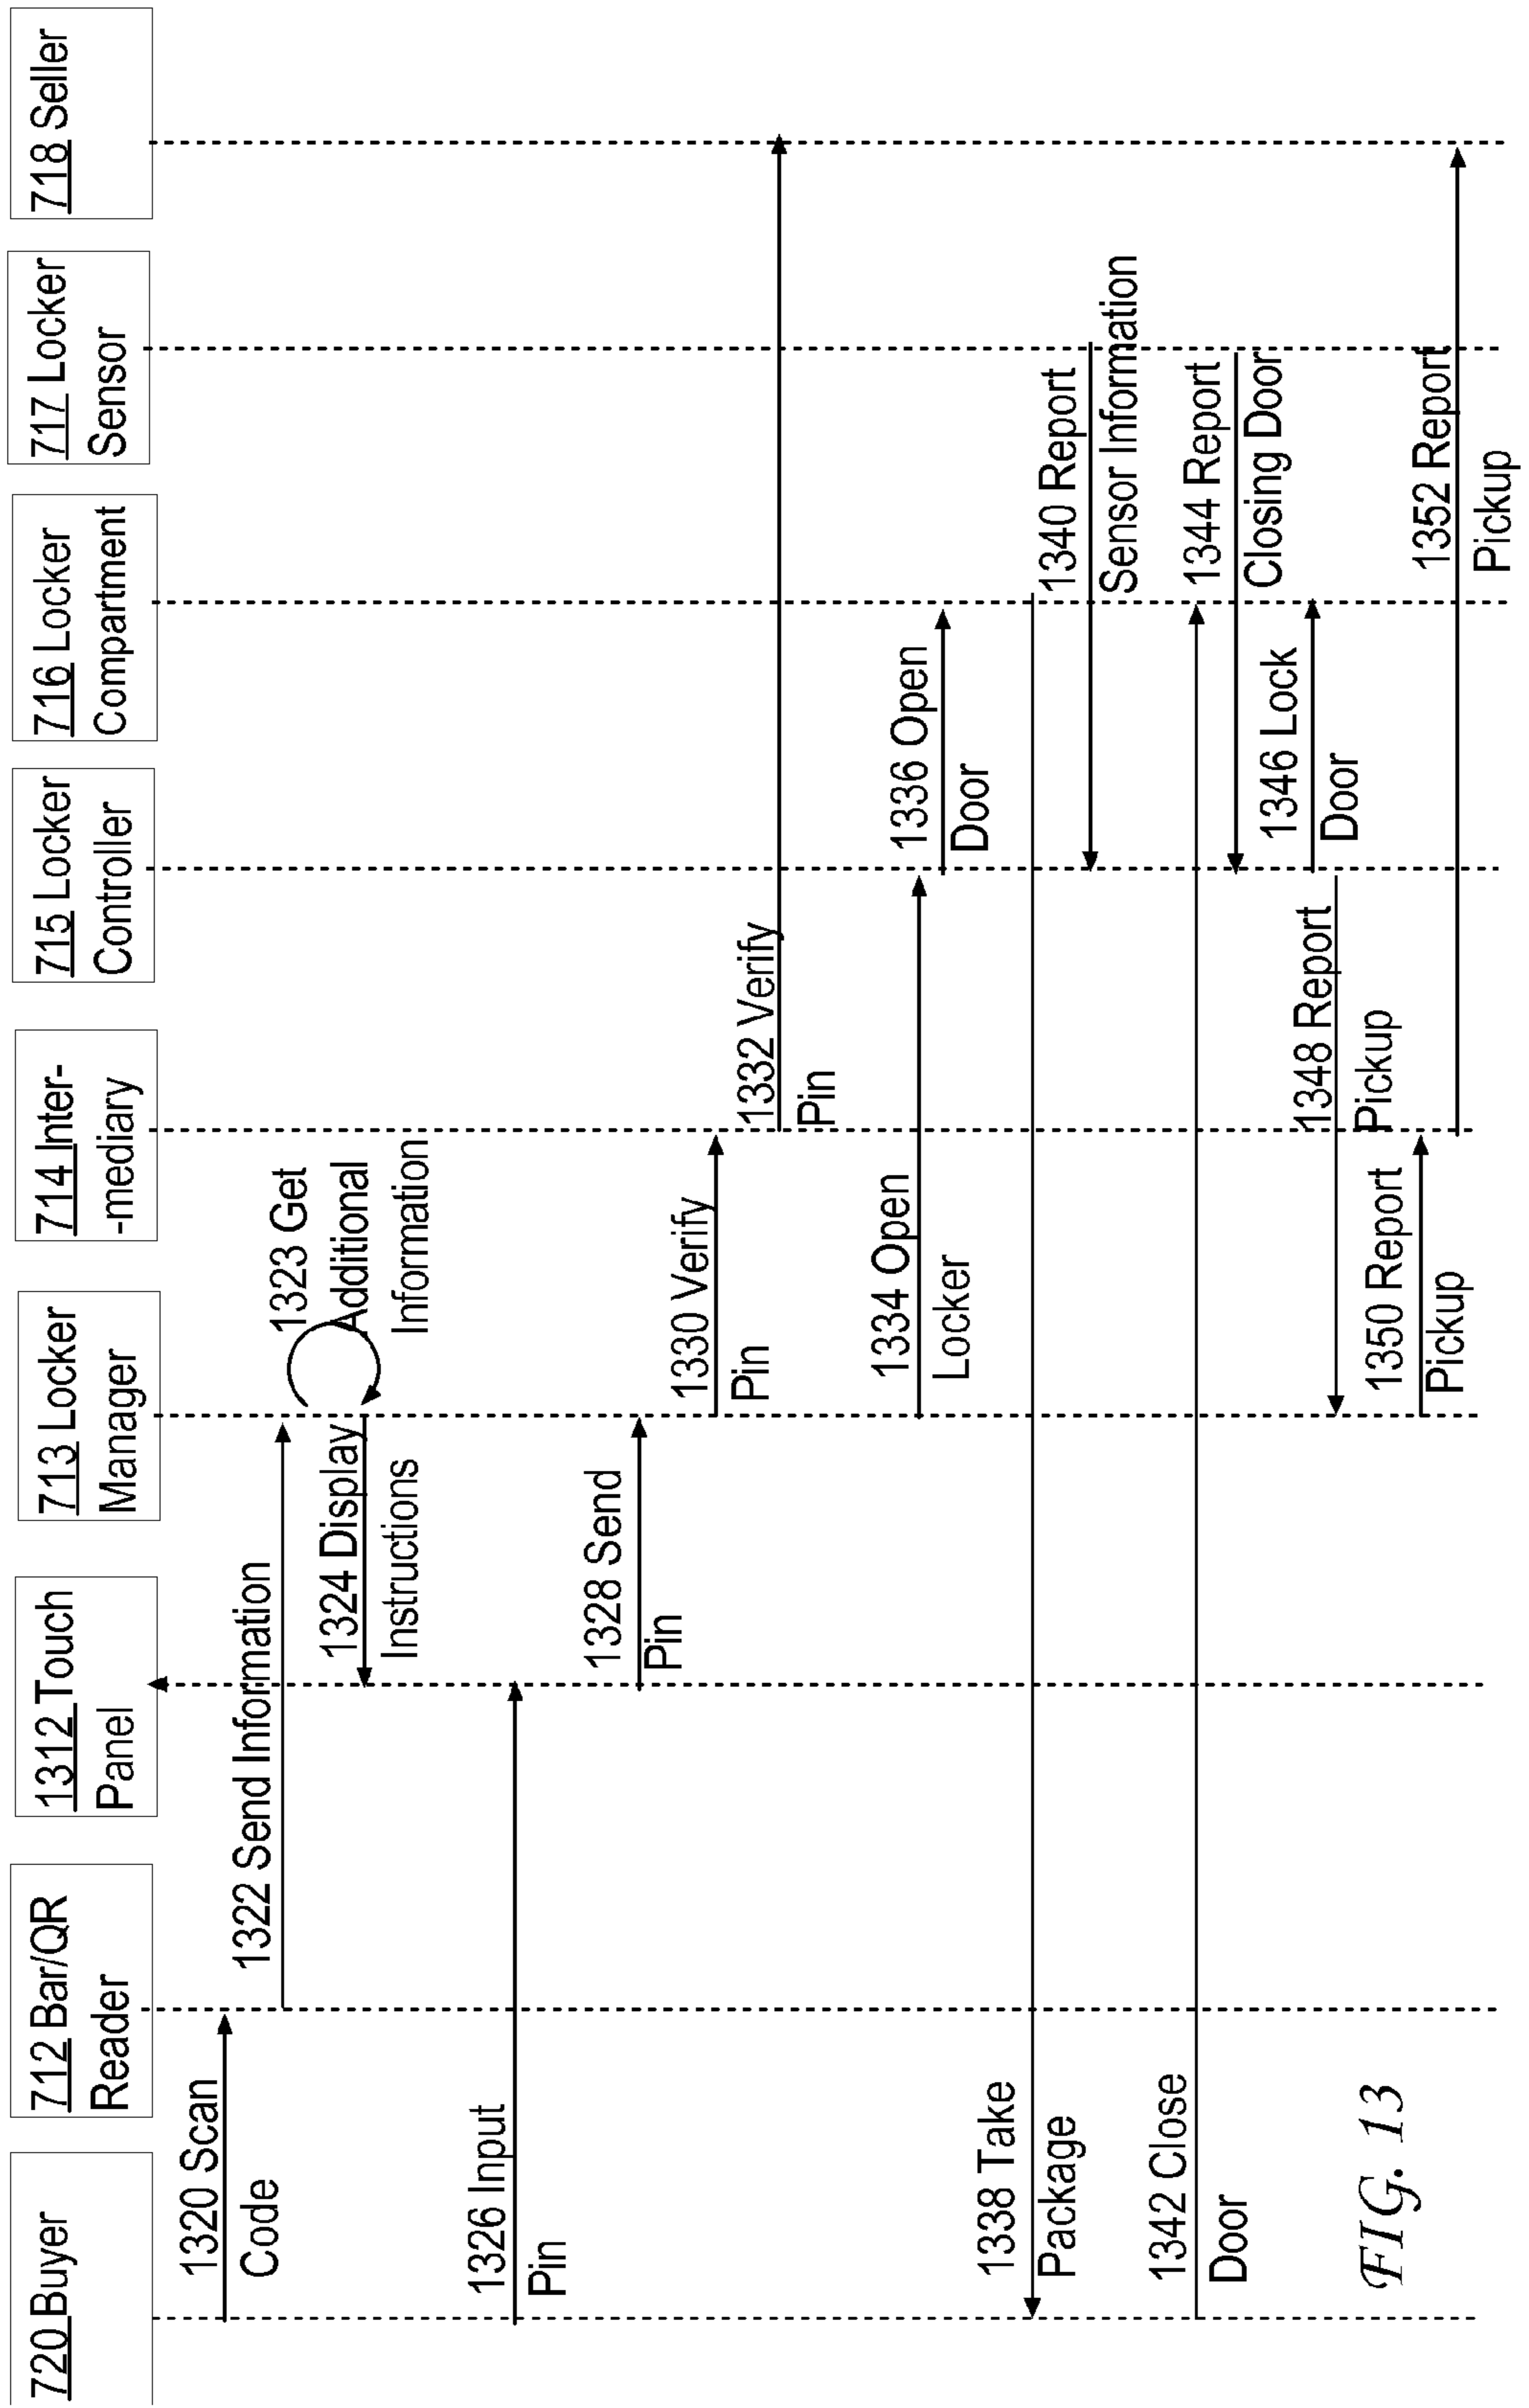 720 Buyer
712 Bar/QR
Reader
1312 Touch
Panel
713 Locker
Manager
714 Inter-
-mediary
715 Locker
Controller
716 Locker
Compartment
717 Locker
Sensor
718 Seller
1320 Scan
Code
1322 Send Information
1323 Get
Additional
Information
1324 Display
Instructions
1326 Input
Pin
1328 Send
Pin
1330 Verify
Pin
1332 Verify
Pin
1334 Open
Locker
1336 Open
Door
1338 Take
Package
1340 Report
Sensor Information
1342 Close
Door
1344 Report
Closing Door
1346 Lock
Door
1348 Report
Pickup
1350 Report
Pickup
1352 Report
Pickup
FIG. 13